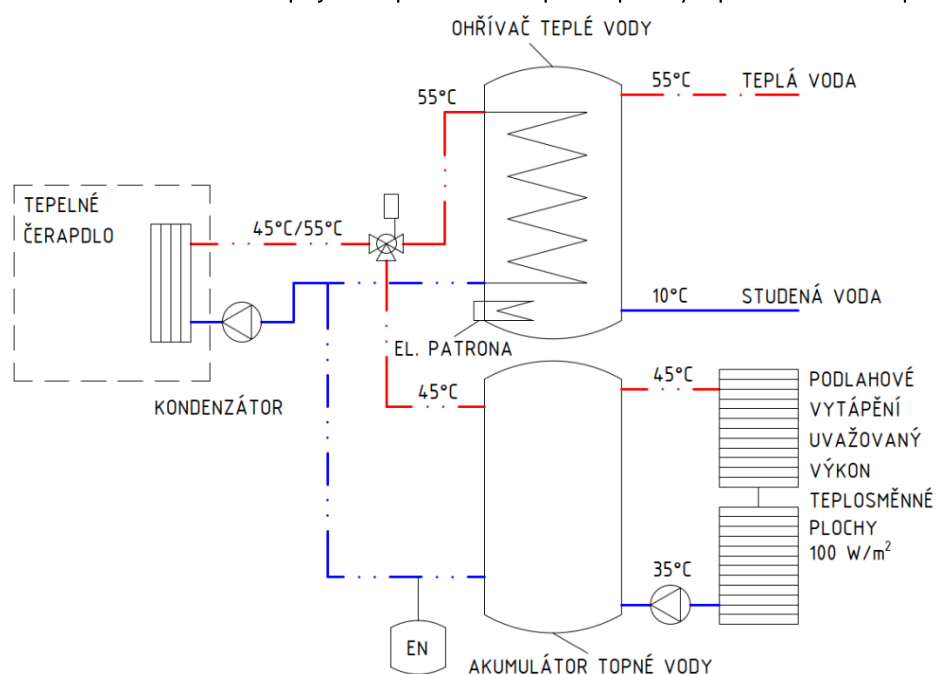 OHŘÍVAČ TEPLÉ VODY
55°C
55°C
TEPLÁ VODA
TEPELNÉ
ČERAPDLO
45°C/55°C
10°C
STUDENÁ VODA
EL. PATRONA
KONDENZÁTOR
45°C
45°C
PODLAHOVÉ
VYTÁPĚNÍ
UVAŽOVANÝ
VÝKON
TEPLOSMĚNNÉ
PLOCHY
100 W/m²
35°C
EN
AKUMULÁTOR TOPNÉ VODY